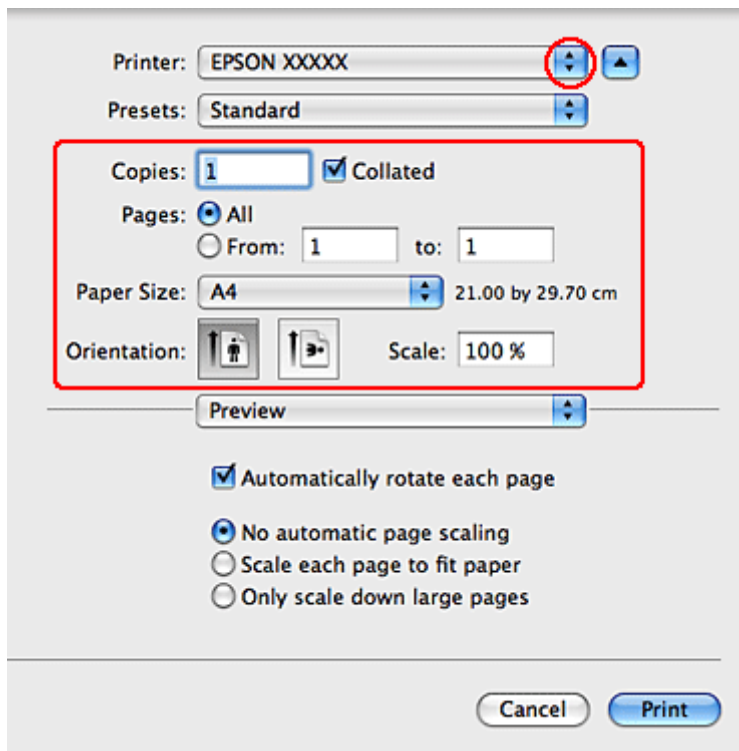 Printer: EPSON XXXXX
Presets: Standard
Copies: 1 Collated
Pages: All
From: 1 to: 1
Paper Size: A4 21.00 by 29.70 cm
Orientation: Scale: 100 %
Preview
Automatically rotate each page
No automatic page scaling
Scale each page to fit paper
Only scale down large pages
Cancel Print